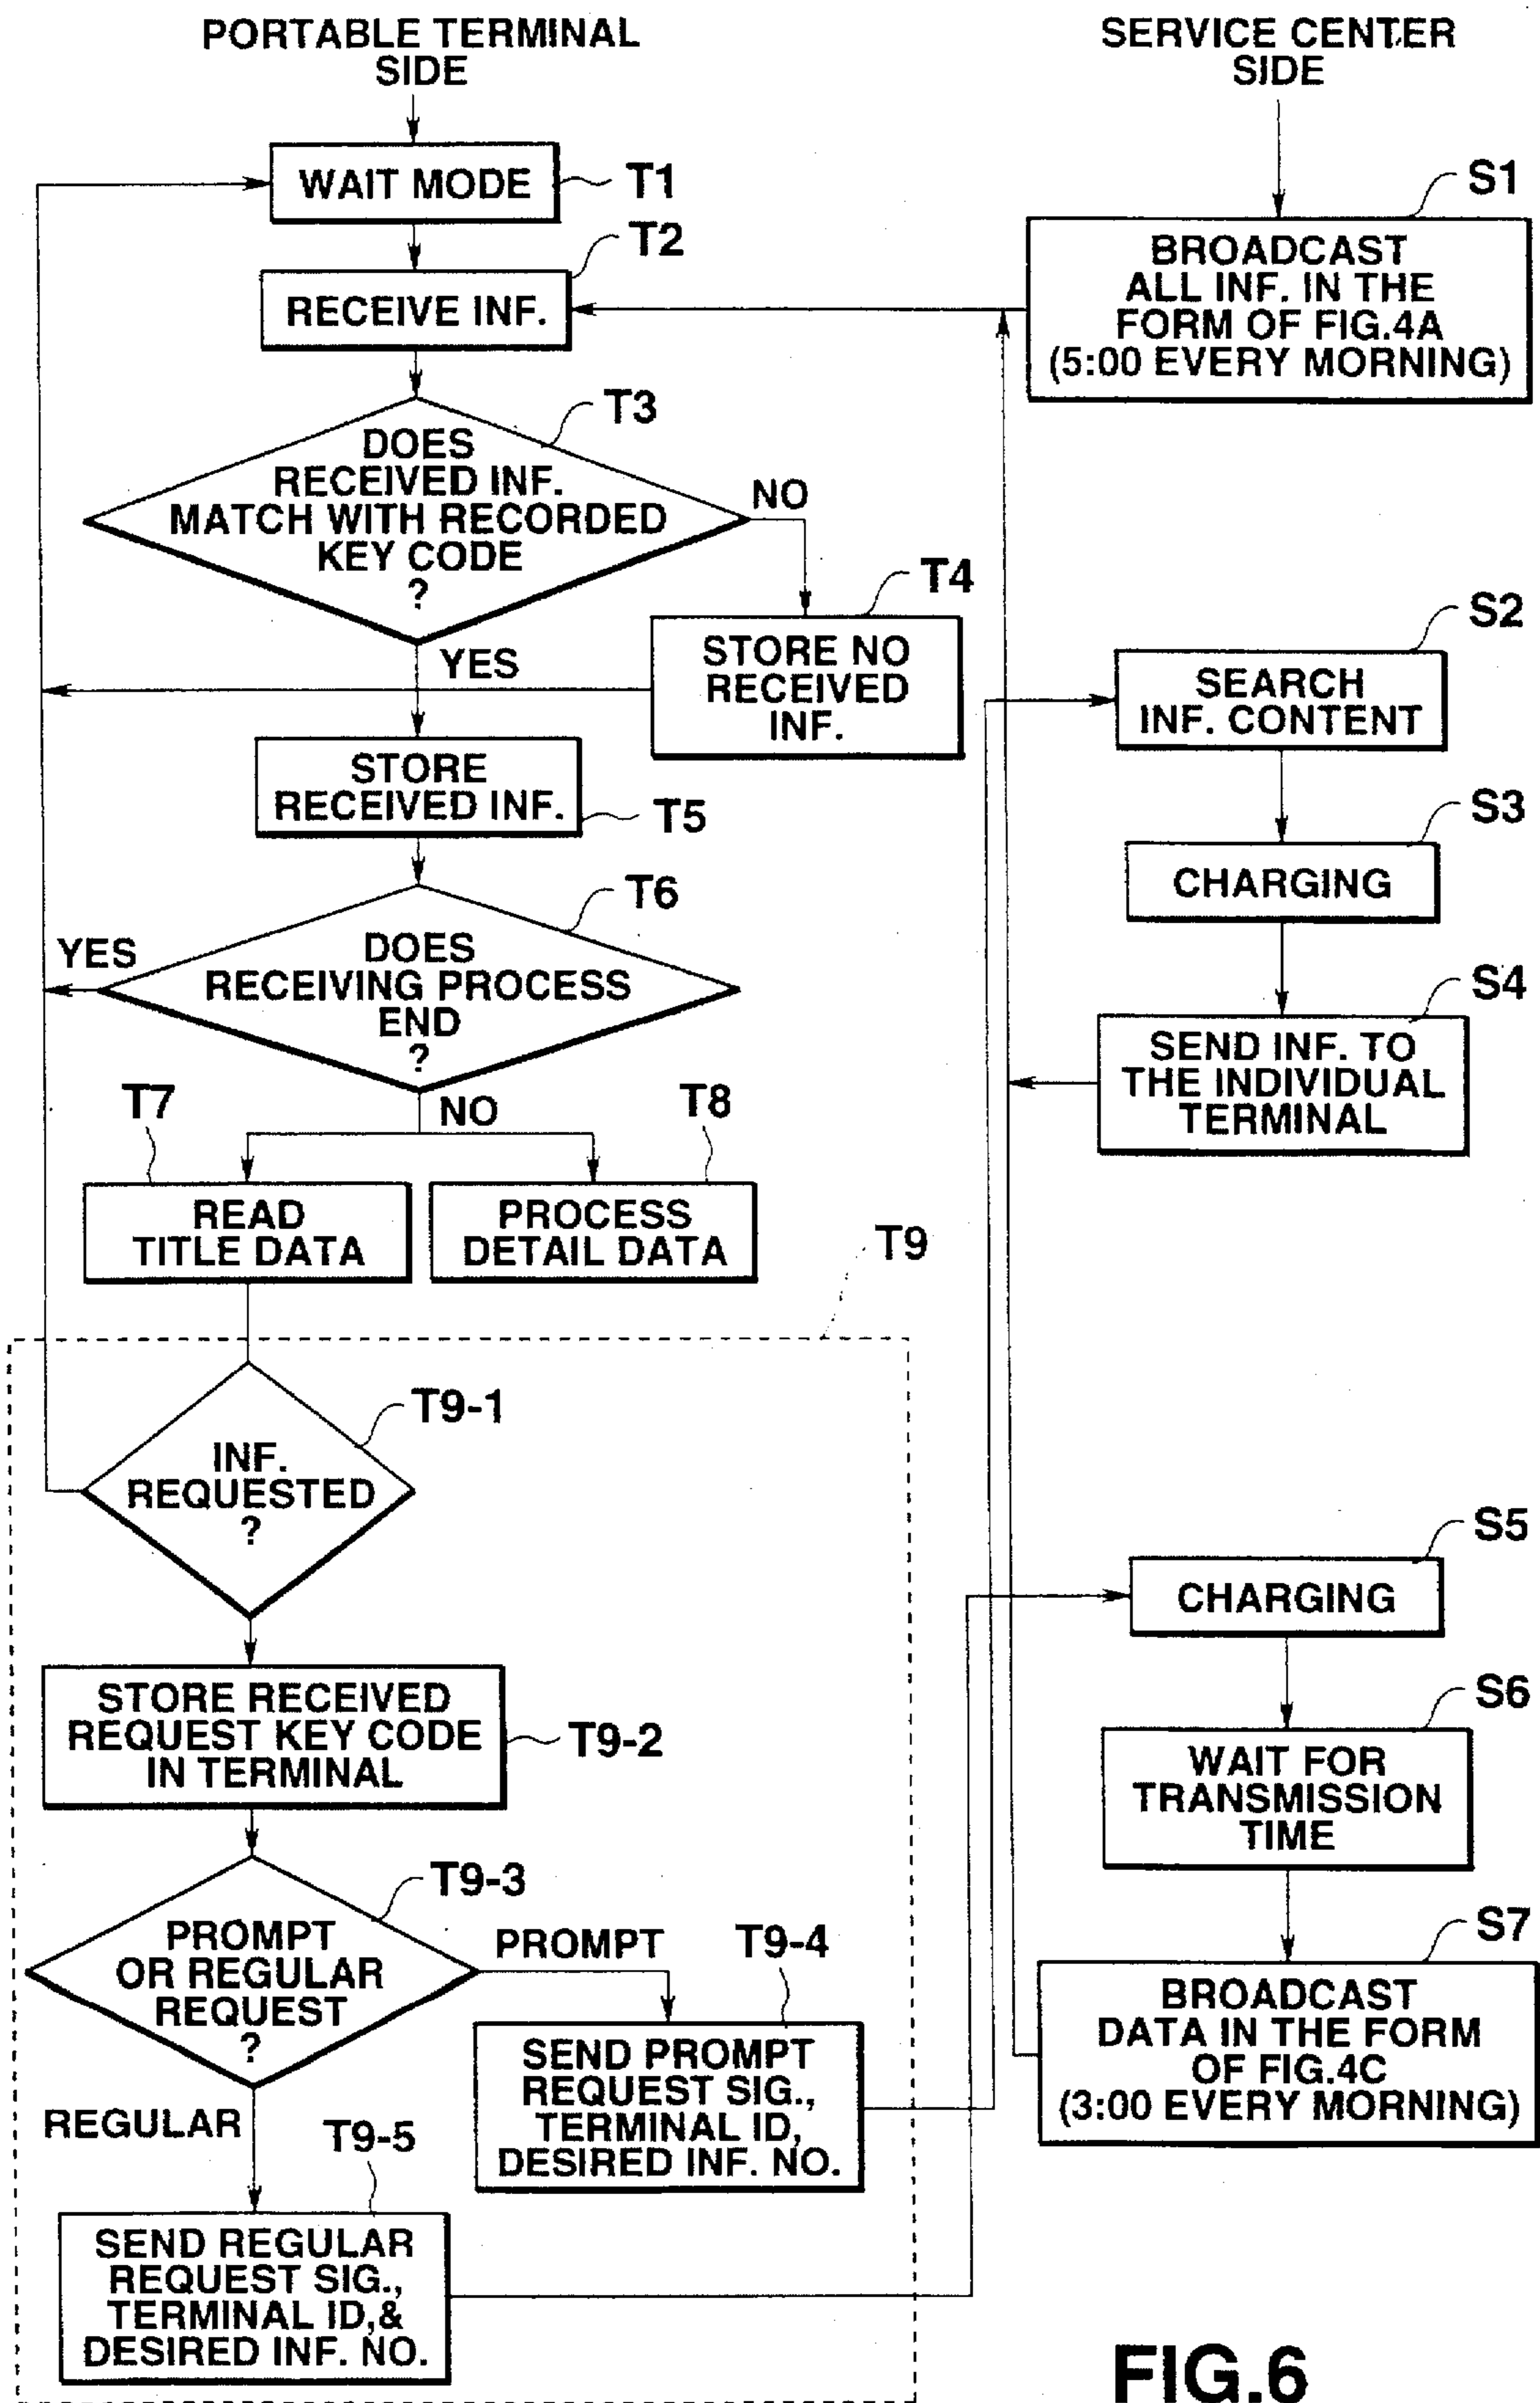 PORTABLE TERMINAL
SIDE
WAIT MODE
T1
T2
RECEIVE INF.
T3
DOES
RECEIVED INF.
MATCH WITH RECORDED
KEY CODE
?
NO
T4
STORE NO
RECEIVED
INF.
YES
STORE
RECEIVED INF.
T5
T6
YES
DOES
RECEIVING PROCESS
END
?
NO
T7
T8
READ
TITLE DATA
PROCESS
DETAIL DATA
T9
T9-1
INF.
REQUESTED
?
STORE RECEIVED
REQUEST KEY CODE
IN TERMINAL
T9-2
T9-3
PROMPT
OR REGULAR
REQUEST
?
PROMPT
T9-4
SEND PROMPT
REQUEST SIG.,
TERMINAL ID,
DESIRED INF. NO.
REGULAR
T9-5
SEND REGULAR
REQUEST SIG.,
TERMINAL ID,&
DESIRED INF. NO.
SERVICE CENTER
SIDE
S1
BROADCAST
ALL INF. IN THE
FORM OF FIG.4A
(5:00 EVERY MORNING)
S2
SEARCH
INF. CONTENT
S3
CHARGING
S4
SEND INF. TO
THE INDIVIDUAL
TERMINAL
S5
CHARGING
S6
WAIT FOR
TRANSMISSION
TIME
S7
BROADCAST
DATA IN THE FORM
OF FIG.4C
(3:00 EVERY MORNING)
FIG.6